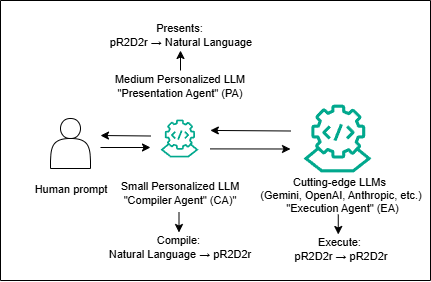 Presents:
pR2D2r → Natural Language
Medium Personalized LLM
"Presentation Agent" (PA)
Human prompt
Small Personalized LLM
"Compiler Agent" (CA)"
Compile:
Natural Language → pR2D2r
Cutting-edge LLMs
(Gemini, OpenAI, Anthropic, etc.)
"Execution Agent" (EA)
Execute:
pR2D2r → pR2D2r